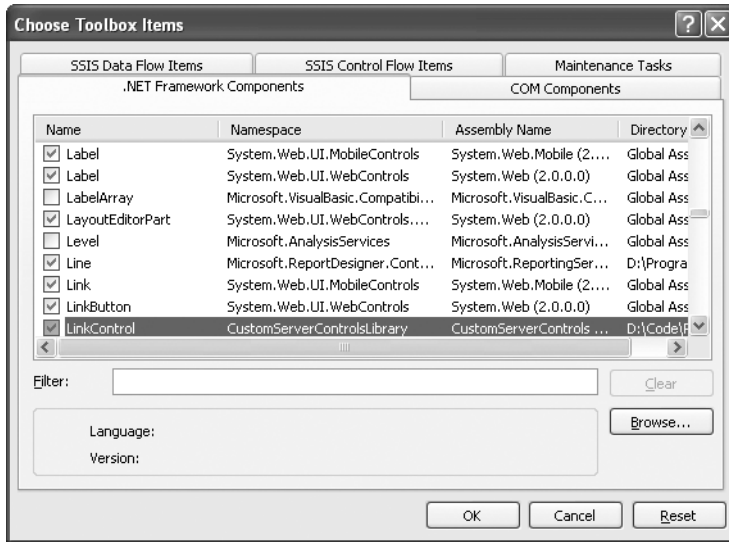 Choose Toolbox Items
SSIS Data Flow Items SSIS Control Flow Items Maintenance Tasks
.NET Framework Components COM Components
Name Namespace Assembly Name Directory
Label System.Web.UI.MobileControls System.Web.Mobile (2.... Global Ass
Label System.Web.UI.WebControls System.Web (2.0.0.0) Global Ass
LabelArray Microsoft.VisualBasic.Compatibi... Microsoft.VisualBasic.C... Global Ass
LayoutEditorPart System.Web.UI.WebControls.... System.Web (2.0.0.0) Global Ass
Level Microsoft.AnalysisServices Microsoft.AnalysisServi... Global Ass
Line Microsoft.ReportDesigner.Cont... Microsoft.ReportingSer... D:\Progra
Link System.Web.UI.MobileControls System.Web.Mobile (2.... Global Ass
LinkButton System.Web.UI.WebControls System.Web (2.0.0.0) Global Ass
LinkControl CustomServerControlsLibrary CustomServerControls ... D:\Code\P
Filter: Clear
Browse...
Language:
Version:
OK Cancel Reset